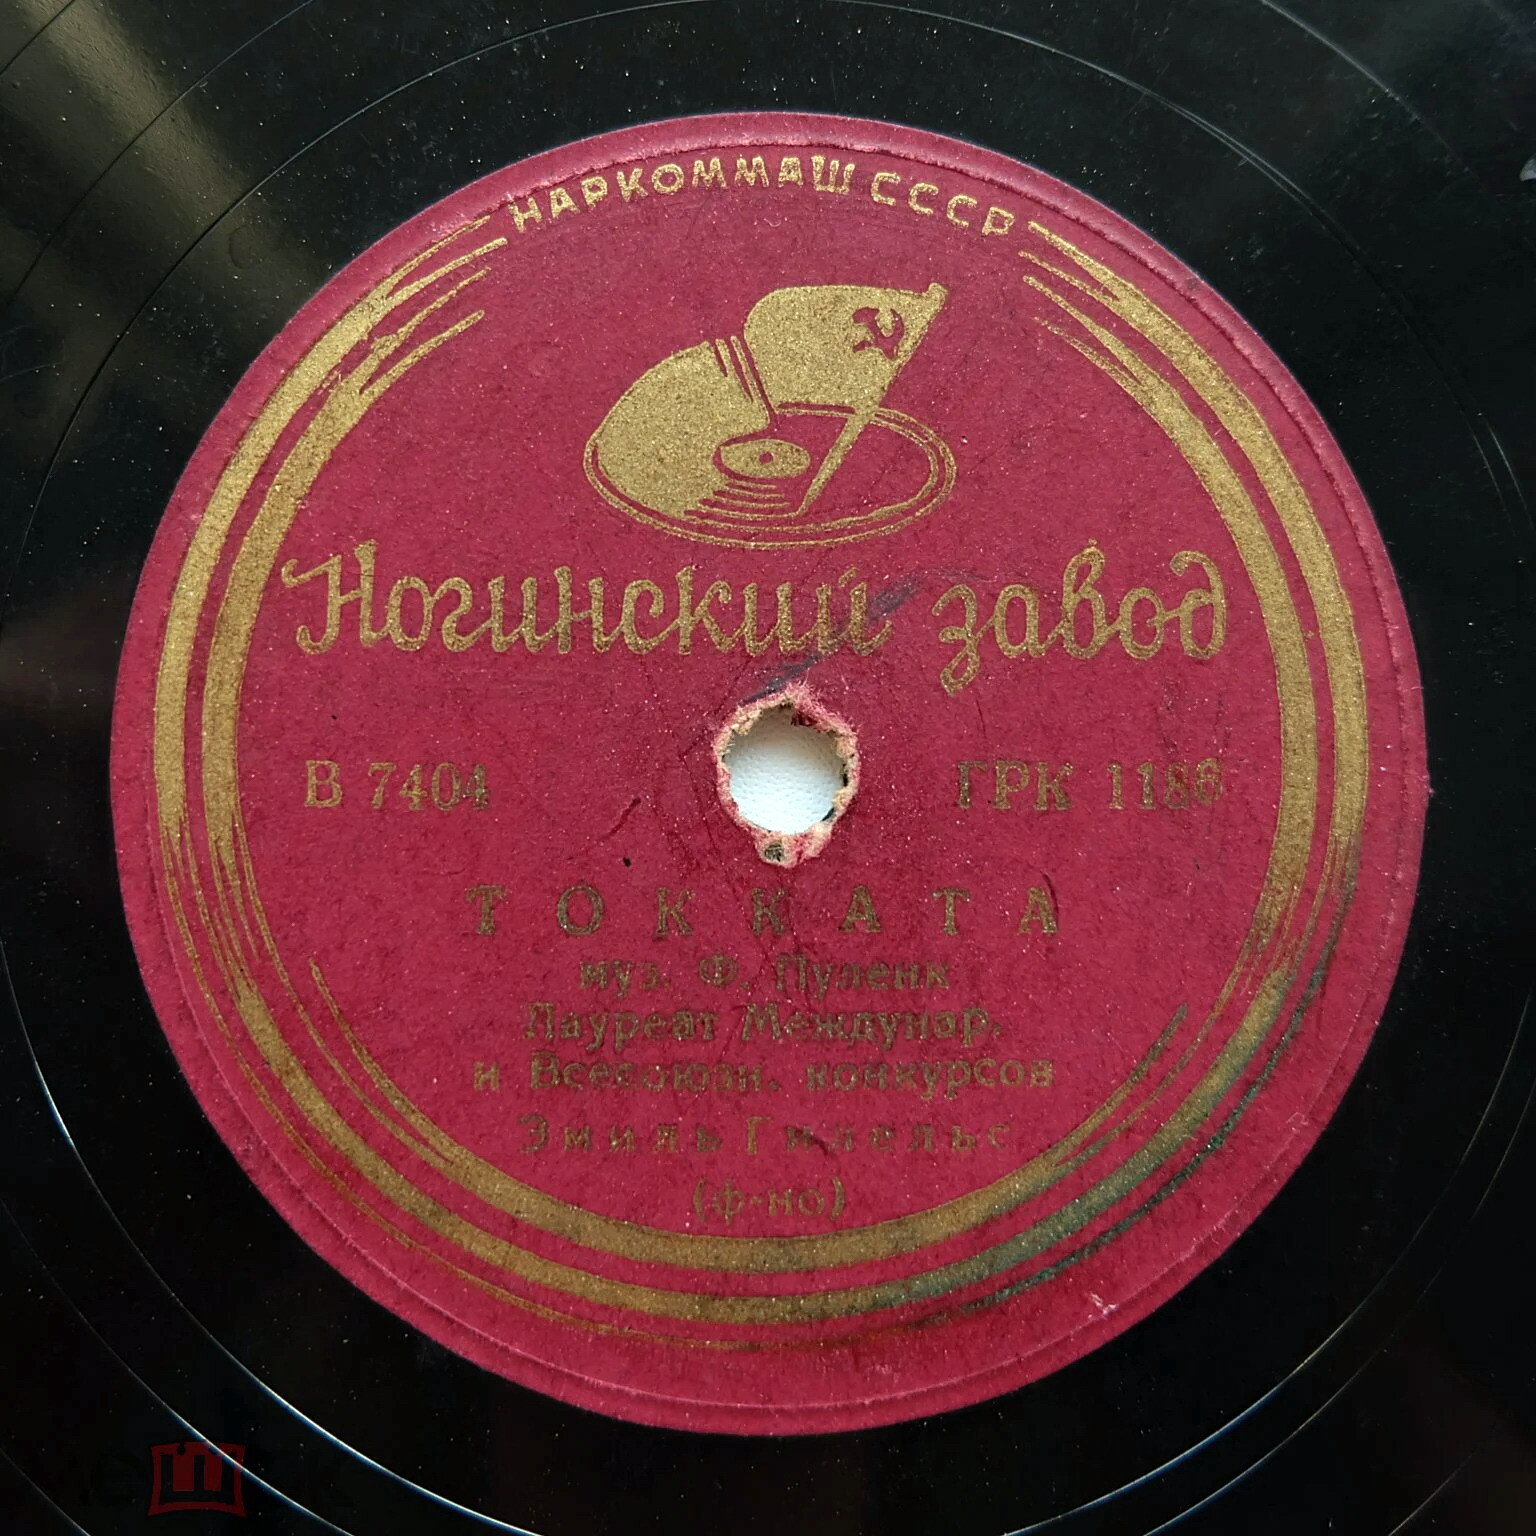 НАРКОММАШ СССР
Ногинский завод
В 7404 ГРК 1186
ТОККАТА
муз. Ф. Пуленк
Лауреат Междунар.
и Всесоюзн. конкурсов
Эмиль Гилельс
(ф-но)